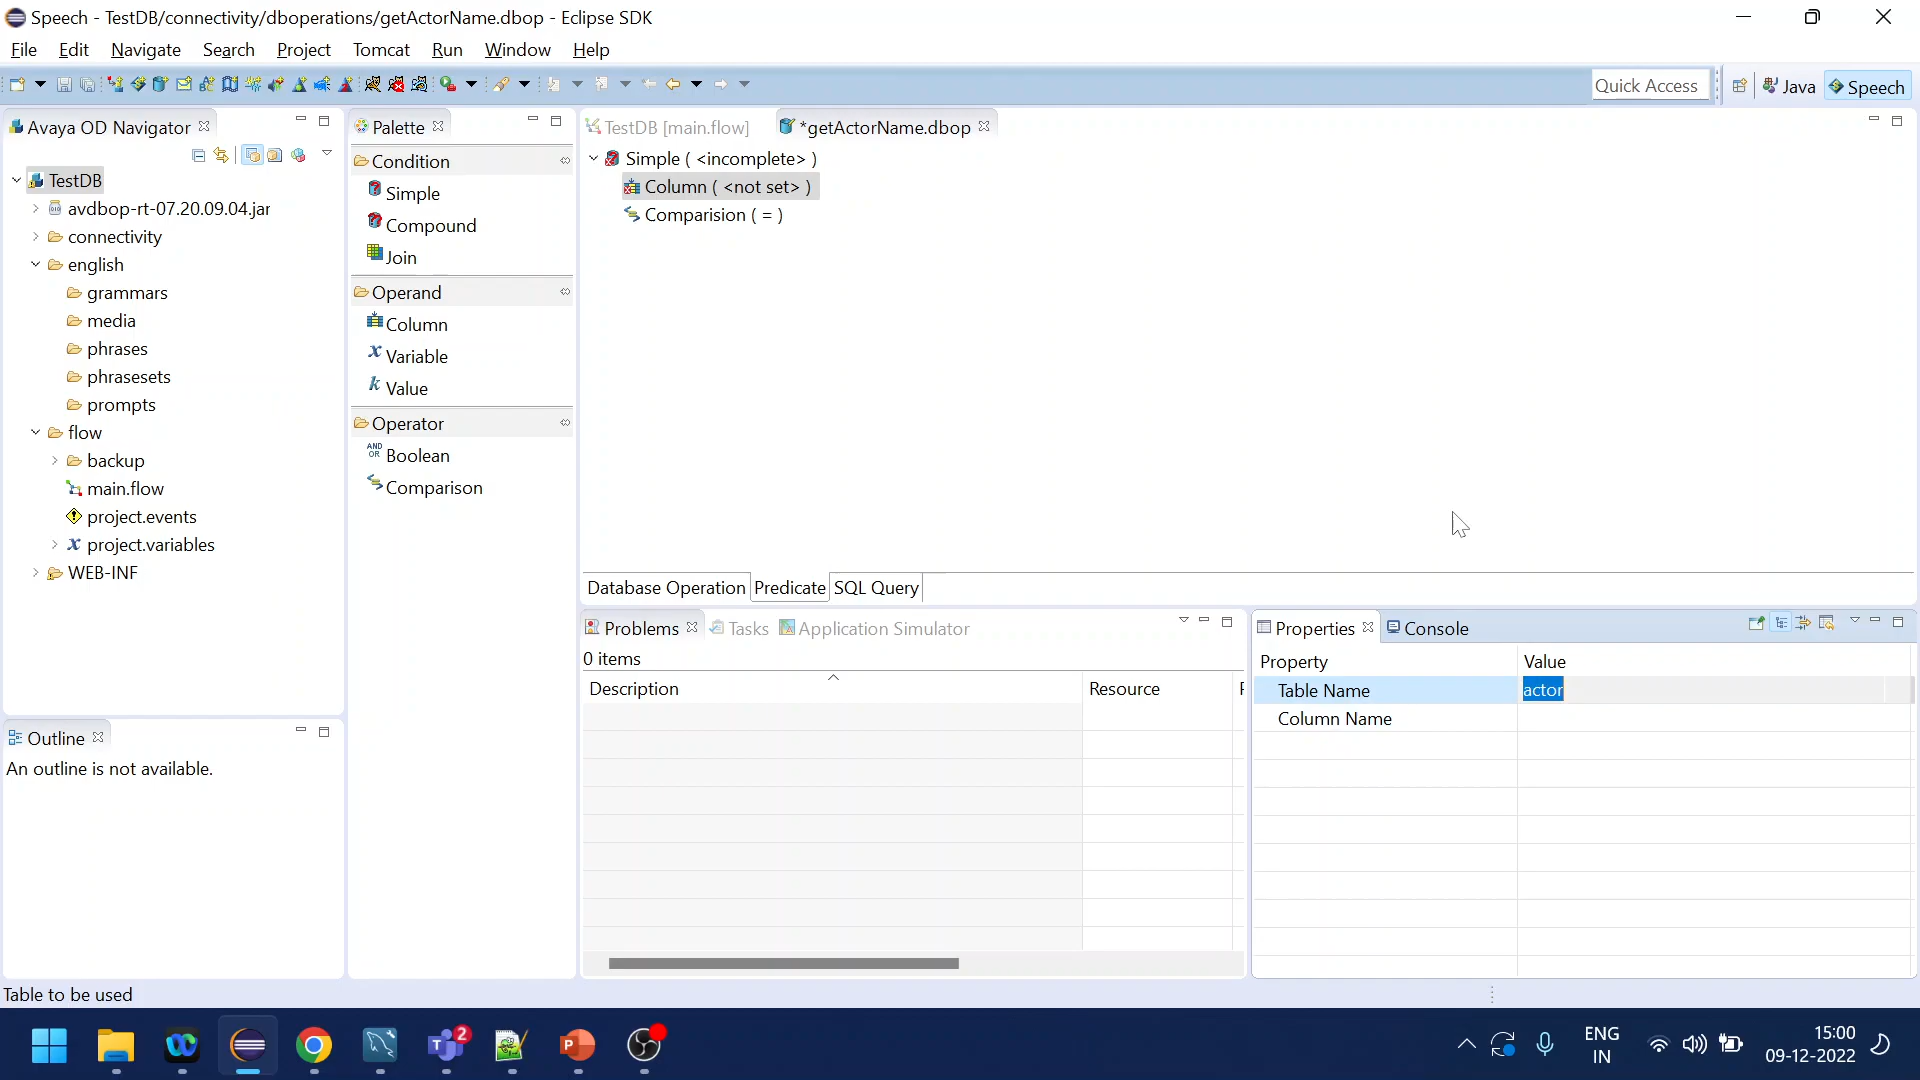 Speech - TestDB/connectivity/dboperations/getActorName.dbop - Eclipse SDK
File Edit Navigate Search Project Tomcat Run Window Help
Quick Access Java Speech
Avaya OD Navigator
TestDB
avdbop-rt-07.20.09.04.jar
connectivity
english
grammars
media
phrases
phrasesets
prompts
flow
backup
main.flow
project.events
project.variables
WEB-INF
Outline
An outline is not available.
Palette
Condition
Simple
Compound
Join
Operand
Column
Variable
Value
Operator
AND OR Boolean
Comparison
TestDB [main.flow] *getActorName.dbop
Simple ( <incomplete> )
Column ( <not set> )
Comparision ( = )
Database Operation Predicate SQL Query
Problems Tasks Application Simulator
0 items
Description Resource
Properties Console
Property Value
Table Name actor
Column Name
Table to be used
2
ENG
IN
15:00
09-12-2022